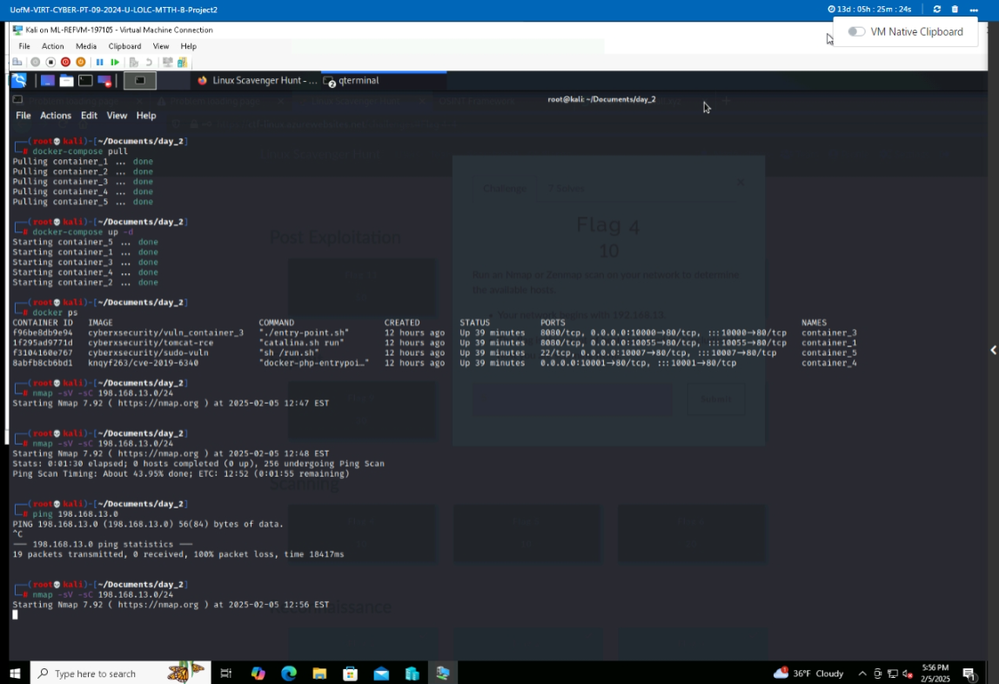 UofM-VIRT-CYBER-PT-09-2024-U-LOLC-MTTH-B-Project2
13d : 05h : 25m : 24s
Kali on ML-REFVM-197105 - Virtual Machine Connection
VM Native Clipboard
File Action Media Clipboard View Help
Linux Scavenger Hunt - ... qterminal
root@kali: ~/Documents/day_2
File Actions Edit View Help
(root💀kali)-[~/Documents/day_2]
# docker-compose pull
Pulling container_1 ... done
Pulling container_2 ... done
Pulling container_3 ... done
Pulling container_4 ... done
Pulling container_5 ... done
(root💀kali)-[~/Documents/day_2]
# docker-compose up -d
Starting container_5 ... done
Starting container_1 ... done
Starting container_3 ... done
Starting container_4 ... done
Starting container_2 ... done
(root💀kali)-[~/Documents/day_2]
# docker ps
CONTAINER ID IMAGE COMMAND CREATED STATUS PORTS NAMES
f96be8db9e94 cyberxsecurity/vuln_container_3 "./entry-point.sh" 12 hours ago Up 39 minutes 8080/tcp, 0.0.0.0:10000→80/tcp, :::10000→80/tcp container_3
1f295ad9771d cyberxsecurity/tomcat-rce "catalina.sh run" 12 hours ago Up 39 minutes 8080/tcp, 0.0.0.0:10055→80/tcp, :::10055→80/tcp container_1
f3104160e767 cyberxsecurity/sudo-vuln "sh /run.sh" 12 hours ago Up 39 minutes 22/tcp, 0.0.0.0:10007→80/tcp, :::10007→80/tcp container_5
8abfb8cb6bd1 knqyf263/cve-2019-6340 "docker-php-entrypoi…" 12 hours ago Up 39 minutes 0.0.0.0:10001→80/tcp, :::10001→80/tcp container_4
(root💀kali)-[~/Documents/day_2]
# nmap -sV -sC 198.168.13.0/24
Starting Nmap 7.92 ( https://nmap.org ) at 2025-02-05 12:47 EST
(root💀kali)-[~/Documents/day_2]
# nmap -sV -sC 198.168.13.0/24
Starting Nmap 7.92 ( https://nmap.org ) at 2025-02-05 12:48 EST
Stats: 0:01:30 elapsed; 0 hosts completed (0 up), 256 undergoing Ping Scan
Ping Scan Timing: About 43.95% done; ETC: 12:52 (0:01:55 remaining)
(root💀kali)-[~/Documents/day_2]
# ping 198.168.13.0
PING 198.168.13.0 (198.168.13.0) 56(84) bytes of data.
^C
— 198.168.13.0 ping statistics —
19 packets transmitted, 0 received, 100% packet loss, time 18417ms
(root💀kali)-[~/Documents/day_2]
# nmap -sV -sC 198.168.13.0/24
Starting Nmap 7.92 ( https://nmap.org ) at 2025-02-05 12:56 EST
Challenge 7 Solves
Post Exploitation
Flag 4
10
Run an Nmap or Zenmap scan on your network to determine
the available hosts.
Your network begins with 192.168.13.
Scanning
Reconnaissance
Type here to search
36°F Cloudy
5:56 PM
2/5/2025
1